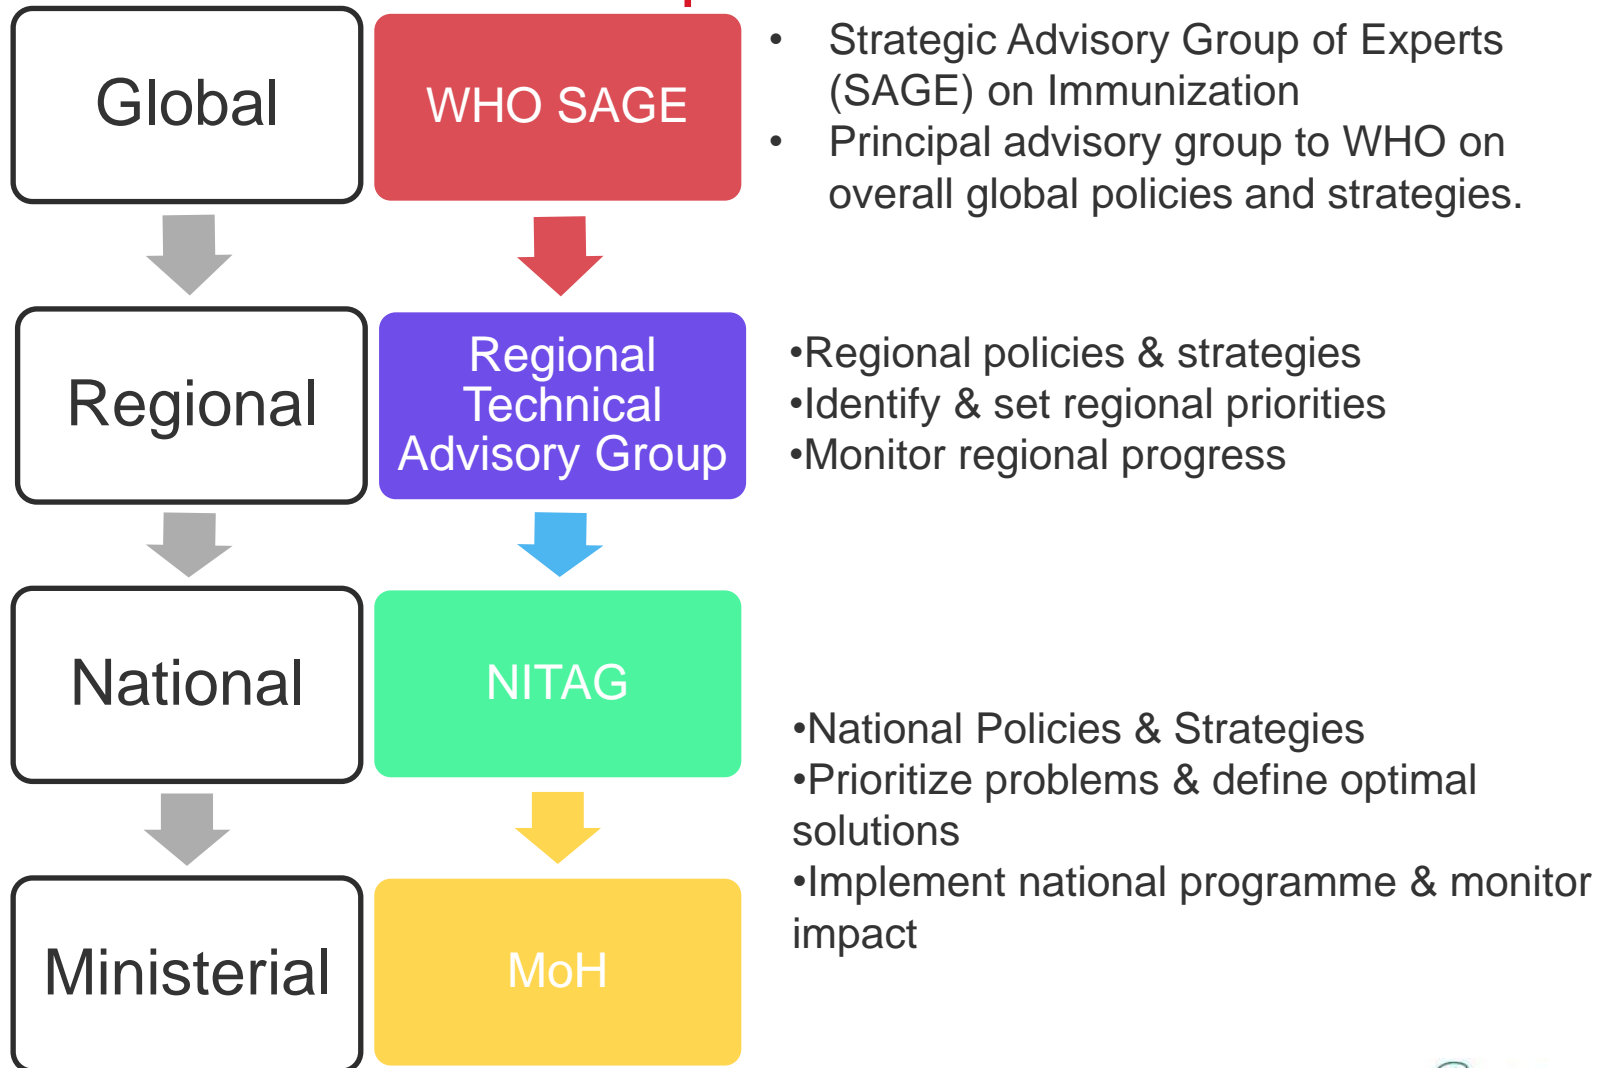 Global
WHO SAGE
• Strategic Advisory Group of Experts
(SAGE) on Immunization
• Principal advisory group to WHO on
overall global policies and strategies.
Regional
Regional
Technical
Advisory Group
•Regional policies & strategies
•Identify & set regional priorities
•Monitor regional progress
National
NITAG
•National Policies & Strategies
•Prioritize problems & define optimal
solutions
•Implement national programme & monitor
impact
Ministerial
MoH